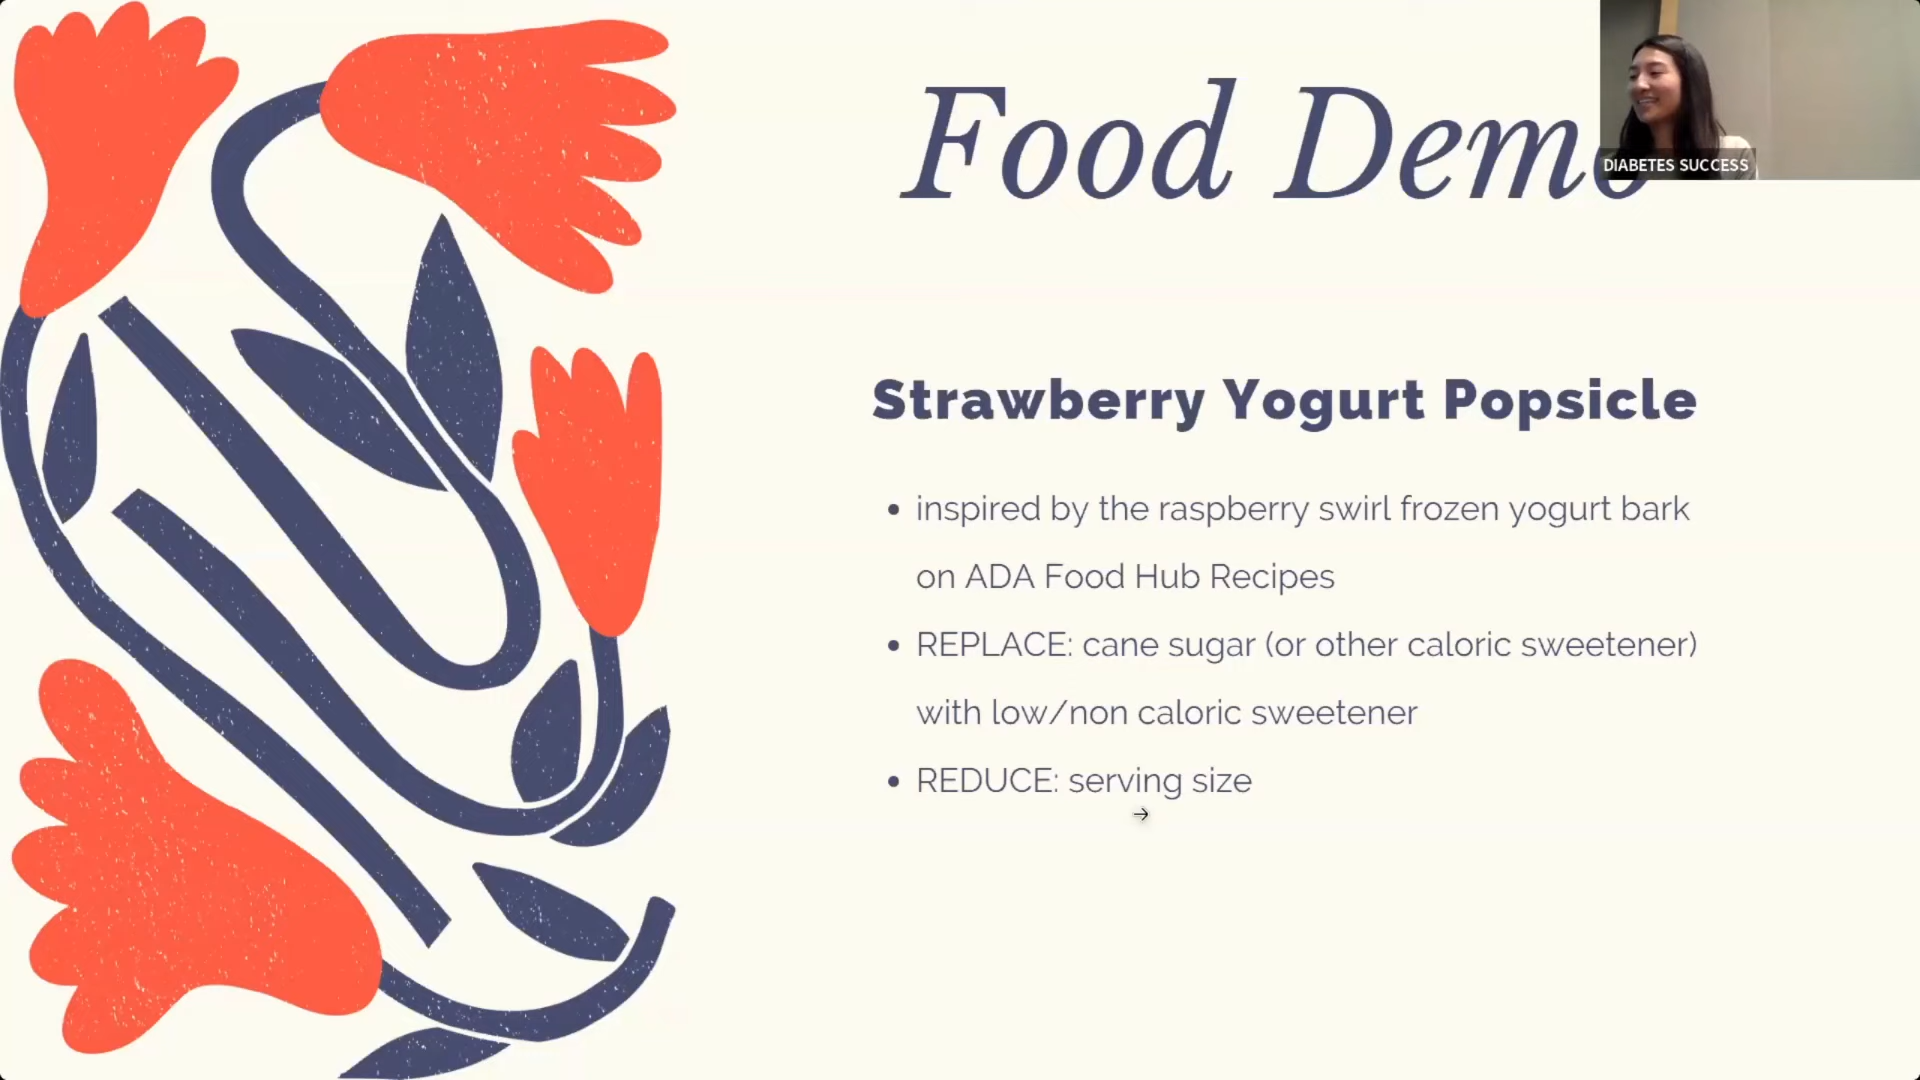 Food Demo
DIABETES SUCCESS
Strawberry Yogurt Popsicle
• inspired by the raspberry swirl frozen yogurt bark
on ADA Food Hub Recipes
• REPLACE: cane sugar (or other caloric sweetener)
with low/non caloric sweetener
• REDUCE: serving size